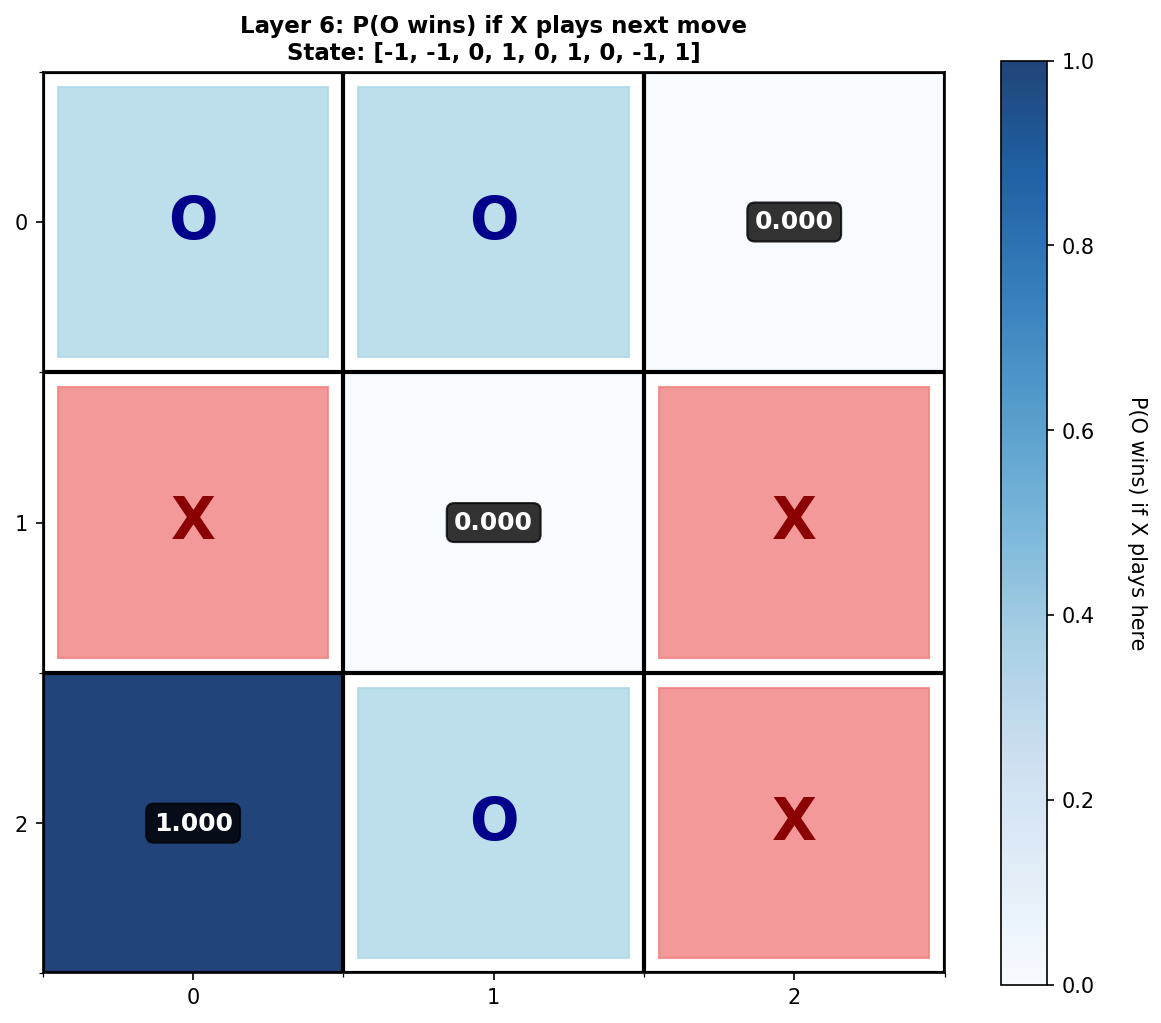 Layer 6: P(O wins) if X plays next move
State: [-1, -1, 0, 1, 0, 1, 0, -1, 1]
0
O
O
0.000
1
X
0.000
X
2
1.000
O
X
0
1
2
1.0
0.8
0.6
0.4
0.2
0.0
P(O wins) if X plays here